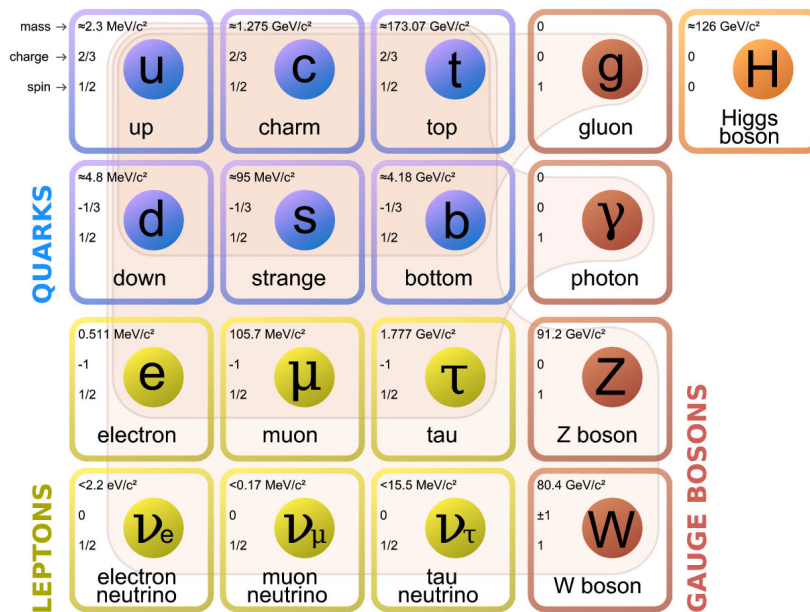 mass →
≈2.3 MeV/c²
charge →
2/3
spin →
1/2
u
up
≈1.275 GeV/c²
2/3
1/2
c
charm
≈173.07 GeV/c²
2/3
1/2
t
top
0
0
1
g
gluon
≈126 GeV/c²
0
0
H
Higgs
boson
QUARKS
≈4.8 MeV/c²
-1/3
1/2
d
down
≈95 MeV/c²
-1/3
1/2
s
strange
≈4.18 GeV/c²
-1/3
1/2
b
bottom
0
0
1
γ
photon
LEPTONS
0.511 MeV/c²
-1
1/2
e
electron
105.7 MeV/c²
-1
1/2
μ
muon
1.777 GeV/c²
-1
1/2
τ
tau
91.2 GeV/c²
0
1
Z
Z boson
GAUGE BOSONS
<2.2 eV/c²
0
1/2
νe
electron
neutrino
<0.17 MeV/c²
0
1/2
νμ
muon
neutrino
<15.5 MeV/c²
0
1/2
ντ
tau
neutrino
80.4 GeV/c²
±1
1
W
W boson